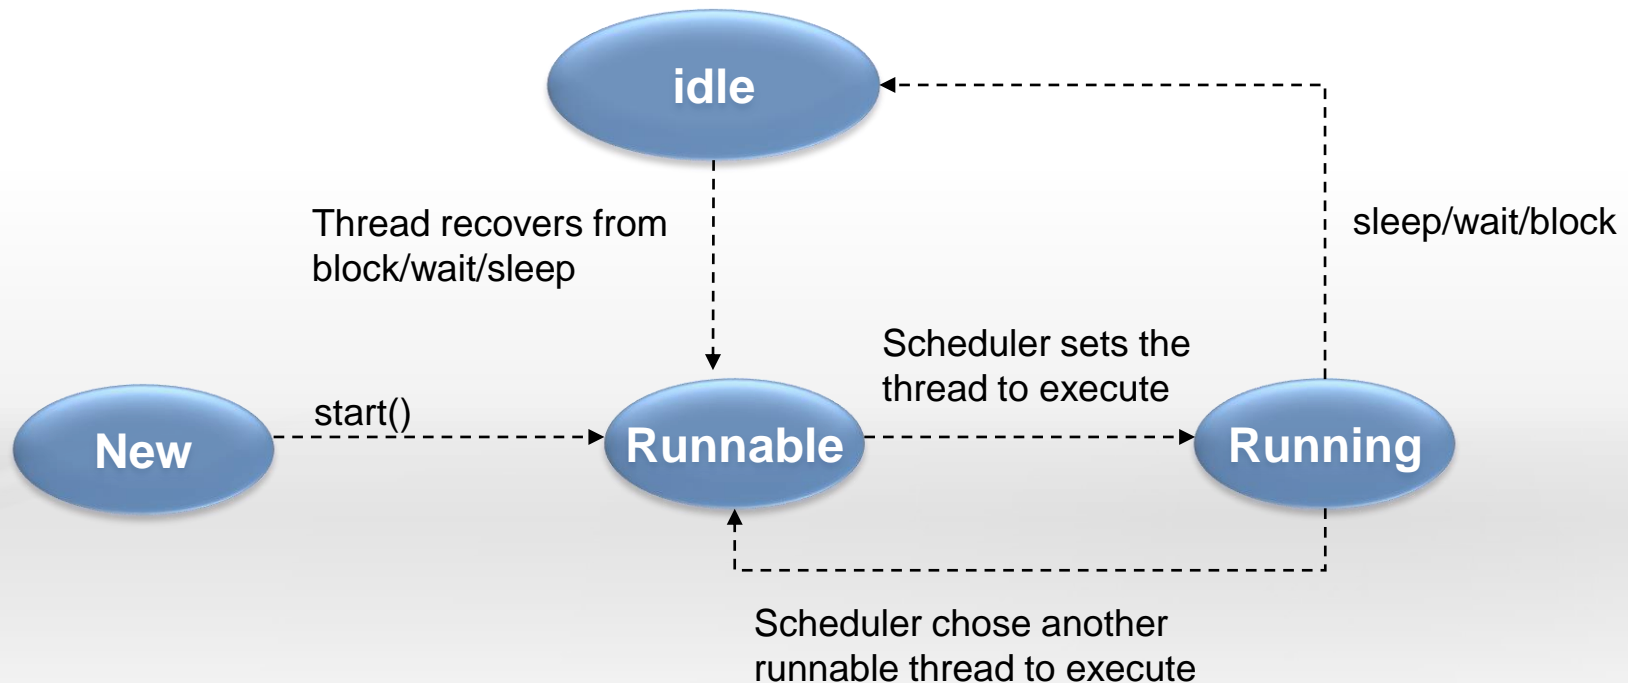 idle
Thread recovers from
block/wait/sleep
sleep/wait/block
Scheduler sets the
thread to execute
start()
New
Runnable
Running
Scheduler chose another
runnable thread to execute